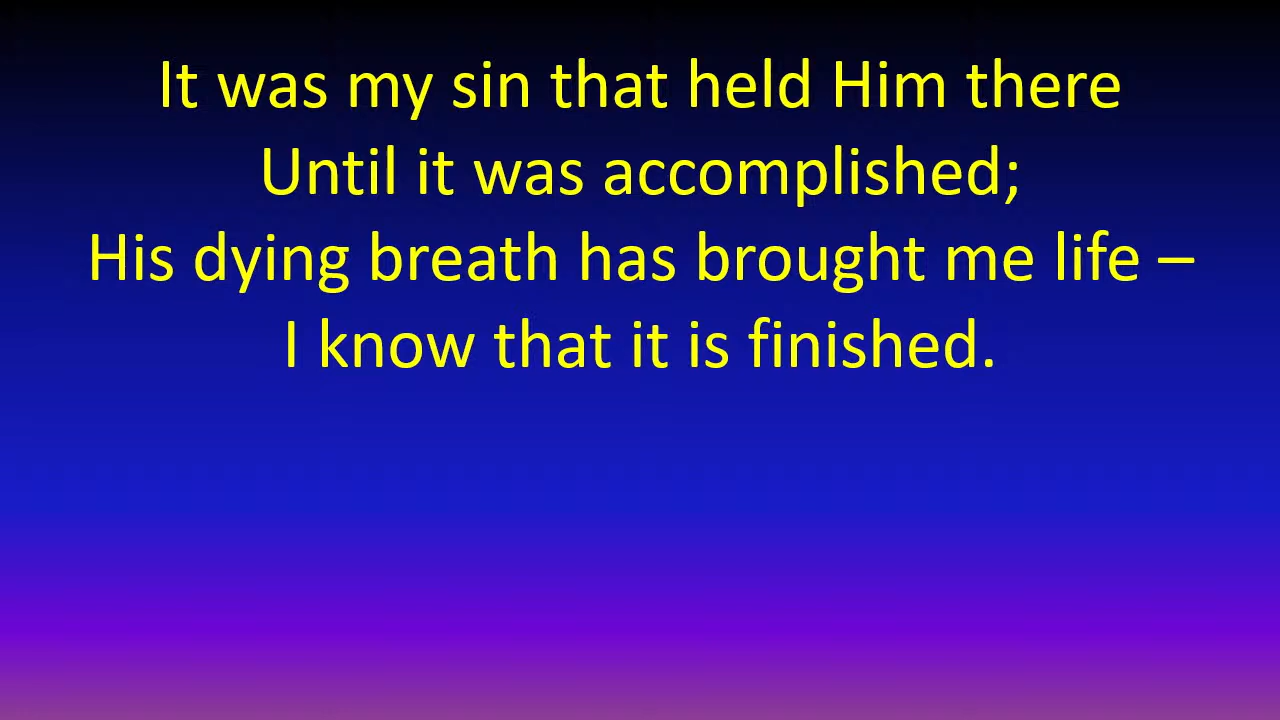 It was my sin that held Him there
Until it was accomplished;
His dying breath has brought me life –
I know that it is finished.